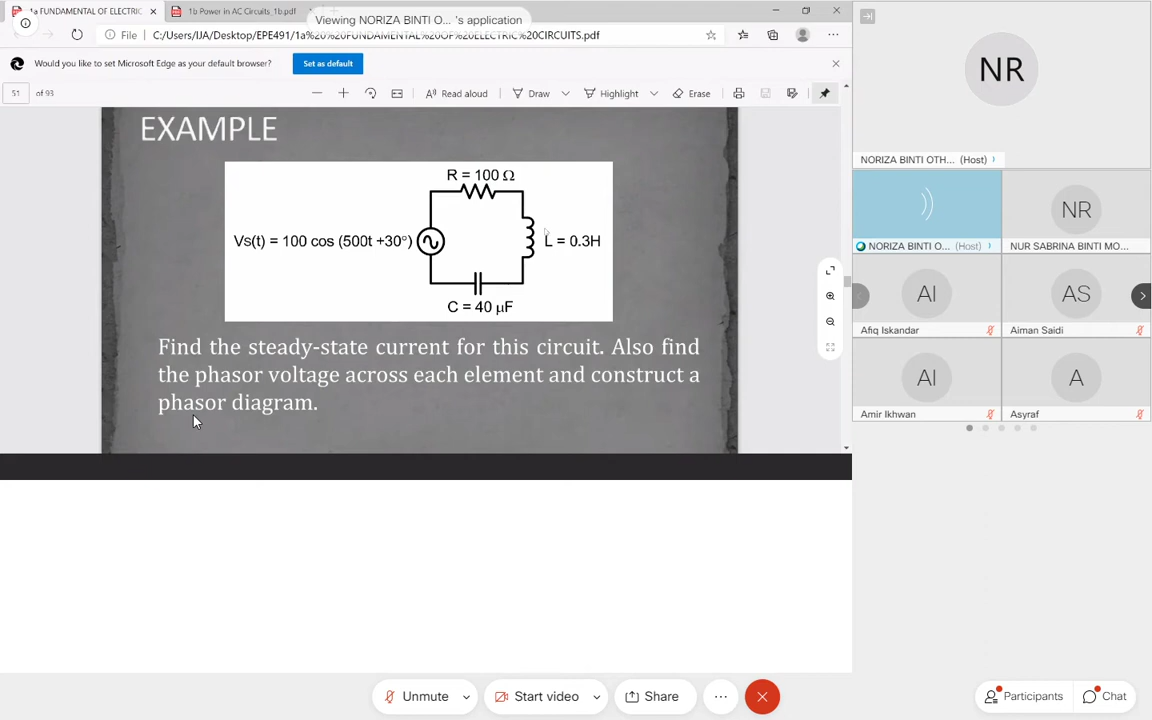 1a FUNDAMENTAL OF ELECTRIC
1b Power in AC Circuits_1b.pdf
Viewing NORIZA BINTI O... 's application
File
C:/Users/IJA/Desktop/EPE491/1a%20%20FUNDAMENTAL%20OF%20ELECTRIC%20CIRCUITS.pdf
Would you like to set Microsoft Edge as your default browser?
Set as default
51 of 93
Read aloud
Draw
Highlight
Erase
EXAMPLE
R = 100 Ω
Vs(t) = 100 cos (500t +30°)
L = 0.3H
C = 40 µF
Find the steady-state current for this circuit. Also find
the phasor voltage across each element and construct a
phasor diagram.
NR
NORIZA BINTI OTH... (Host)
NORIZA BINTI O... (Host)
NR
NUR SABRINA BINTI MO...
AI
Afiq Iskandar
AS
Aiman Saidi
AI
Amir Ikhwan
A
Asyraf
Unmute
Start video
Share
Participants
Chat